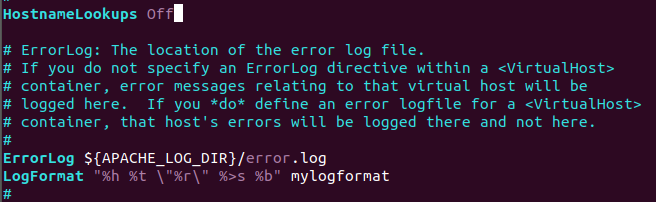 #
HostnameLookups Off
# ErrorLog: The location of the error log file.
# If you do not specify an ErrorLog directive within a <VirtualHost>
# container, error messages relating to that virtual host will be
# logged here.  If you *do* define an error logfile for a <VirtualHost>
# container, that host's errors will be logged there and not here.
#
ErrorLog ${APACHE_LOG_DIR}/error.log
LogFormat "%h %t \"%r\" %>s %b" mylogformat
#